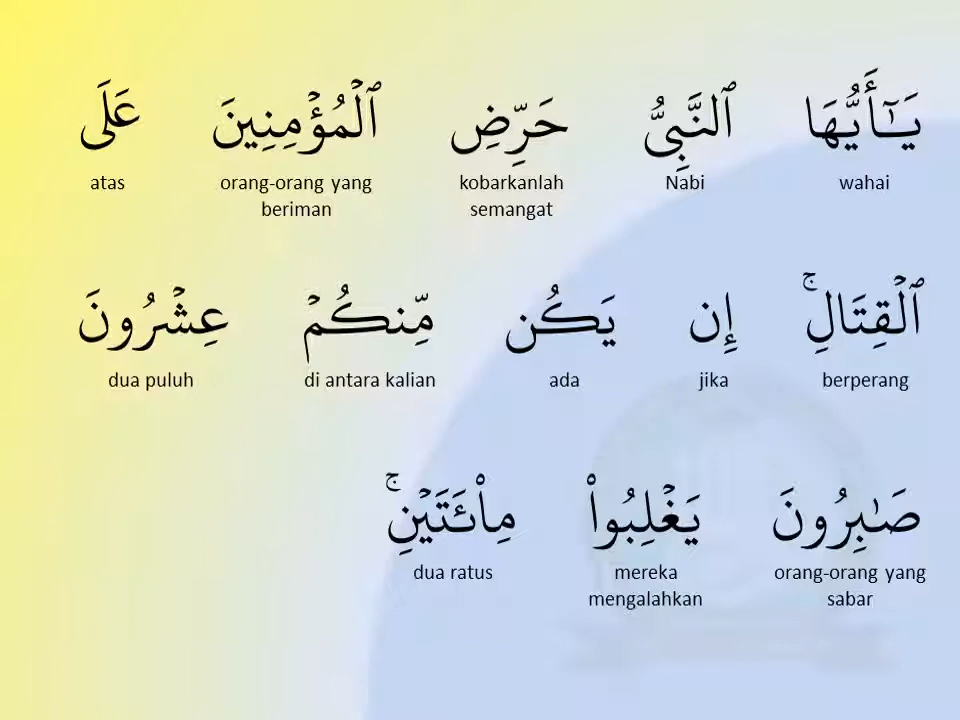 يَـٰٓأَيُّهَا ٱلنَّبِىُّ حَرِّضِ ٱلْمُؤْمِنِينَ عَلَى
wahai Nabi kobarkanlah semangat orang-orang yang beriman atas
ٱلْقِتَالِ ۚ إِن يَكُن مِّنكُمْ عِشْرُونَ
berperang jika ada di antara kalian dua puluh
صَـٰبِرُونَ يَغْلِبُوا۟ مِا۟ئَتَيْنِ ۚ
orang-orang yang sabar mereka mengalahkan dua ratus